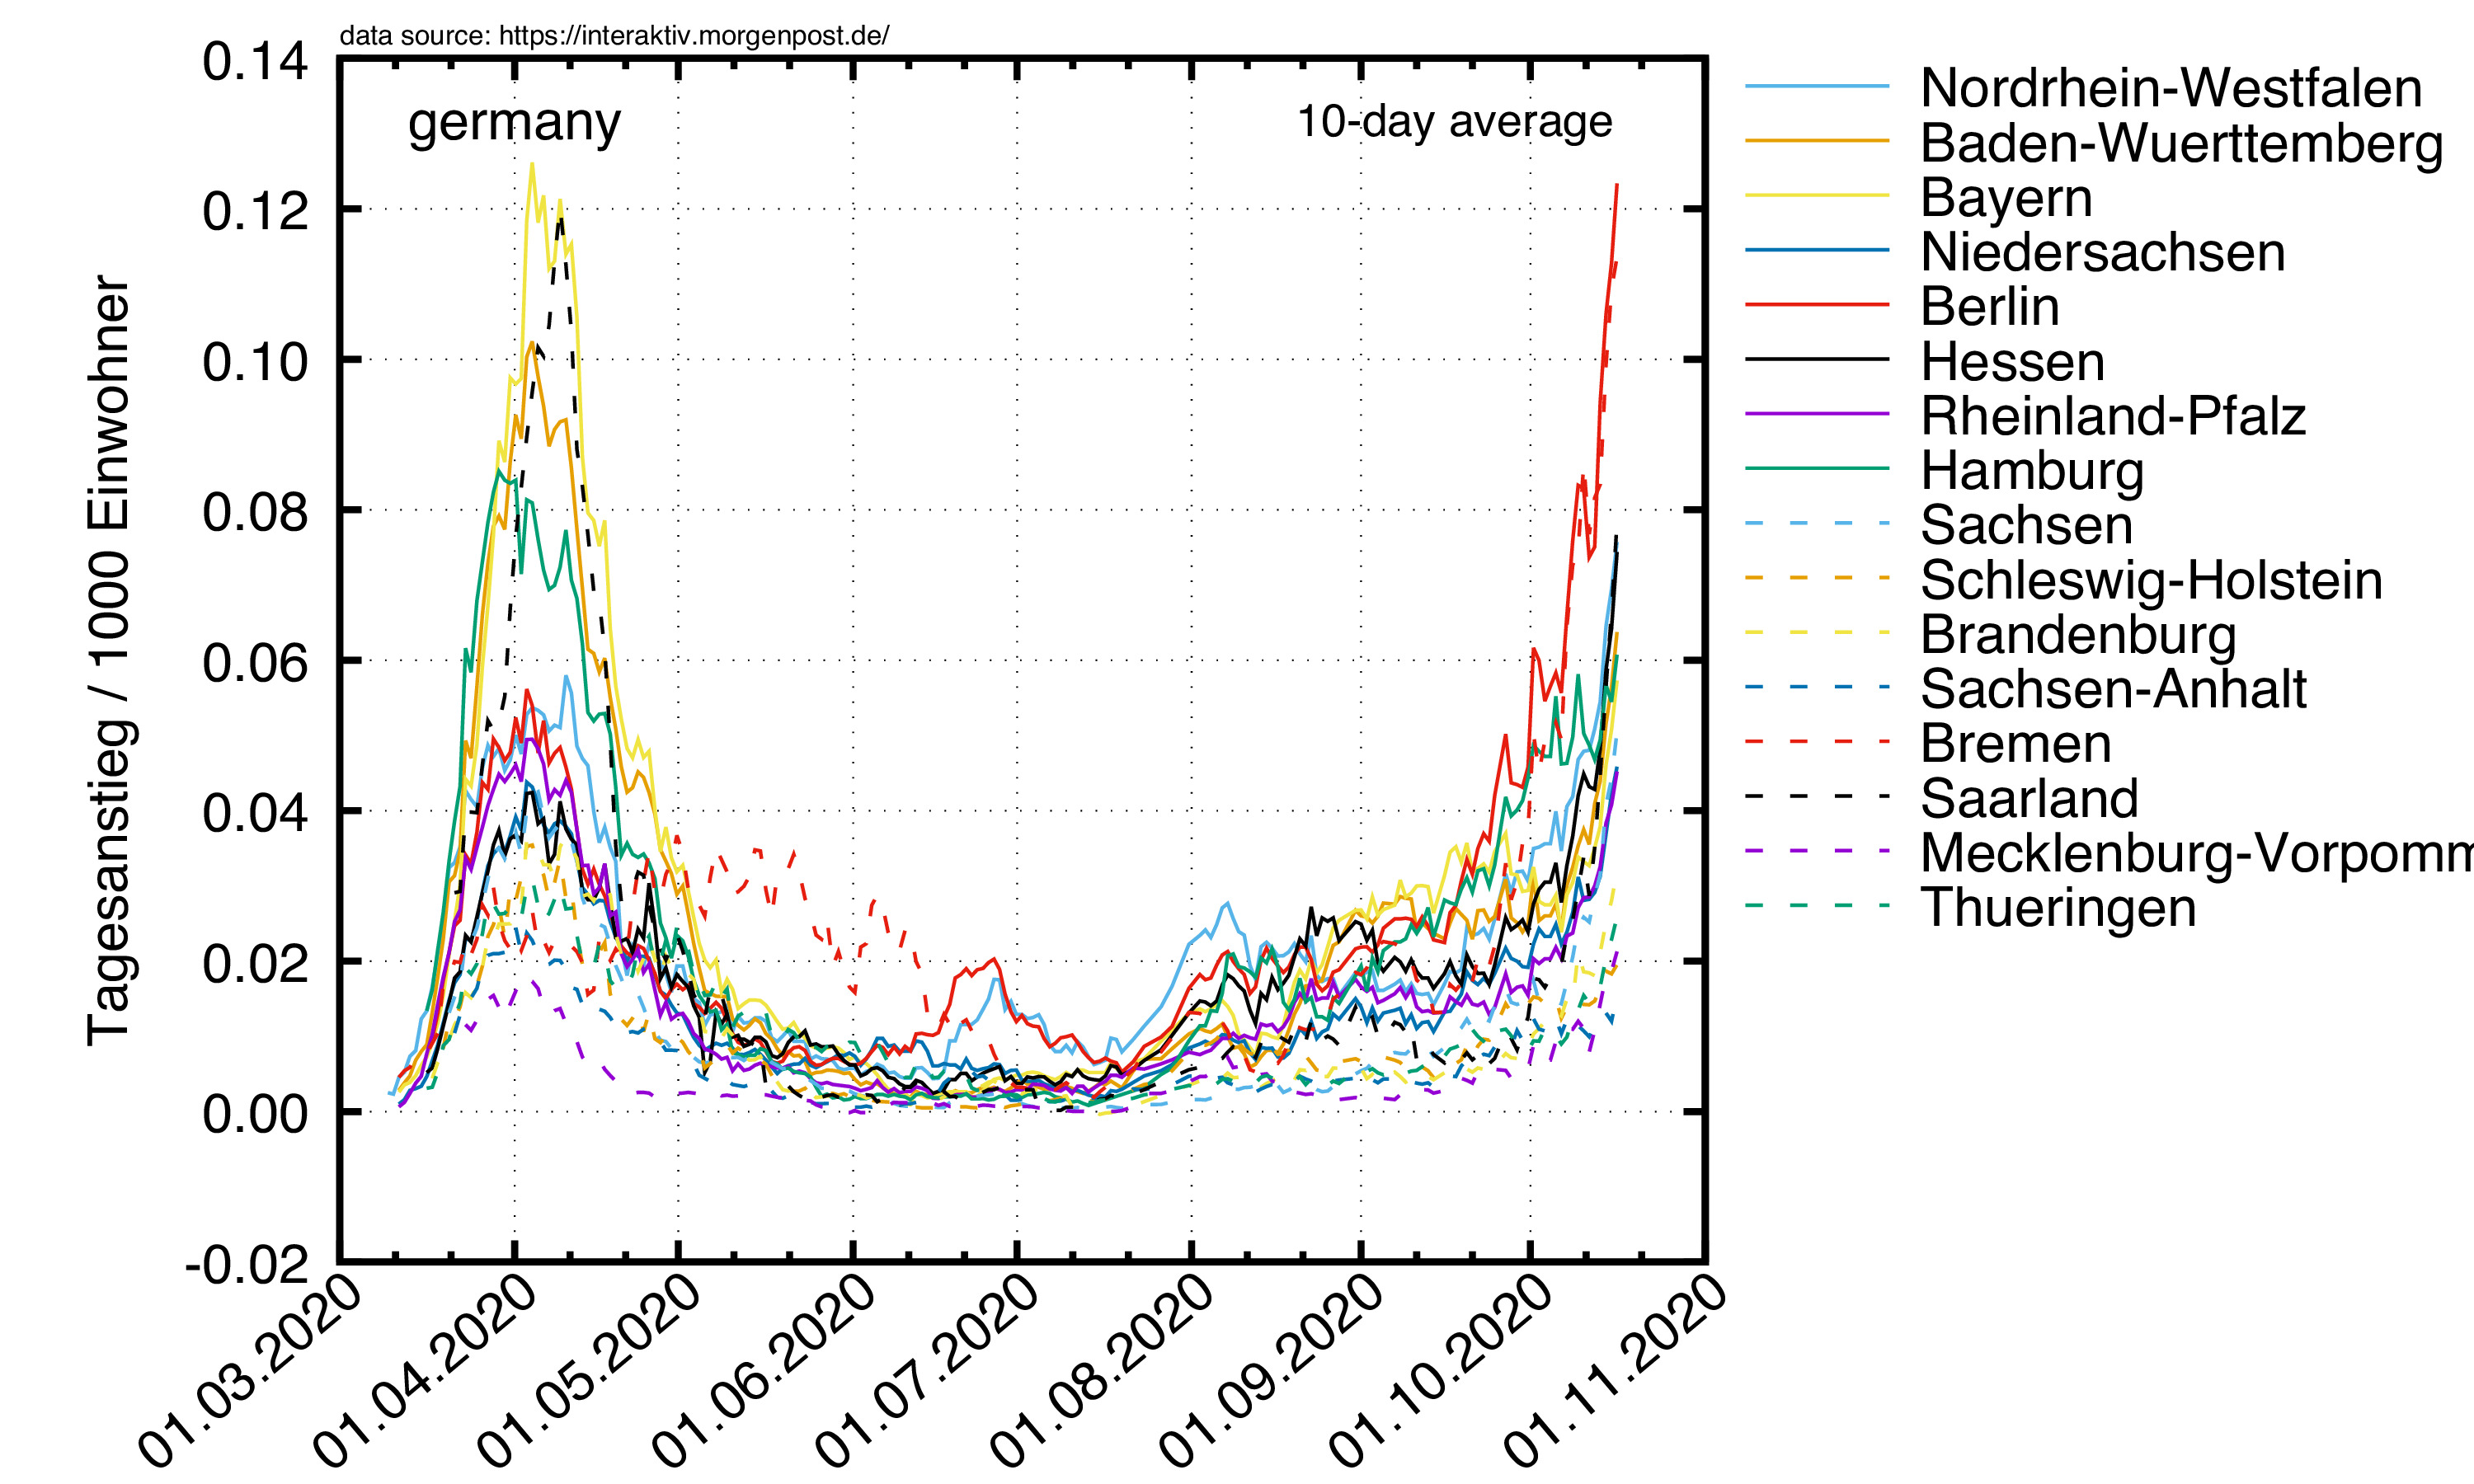 data source: https://interaktiv.morgenpost.de/
germany
10-day average
Tagesanstieg / 1000 Einwohner
0.14
0.12
0.10
0.08
0.06
0.04
0.02
0.00
-0.02
01.03.2020
01.04.2020
01.05.2020
01.06.2020
01.07.2020
01.08.2020
01.09.2020
01.10.2020
01.11.2020
Nordrhein-Westfalen
Baden-Wuerttemberg
Bayern
Niedersachsen
Berlin
Hessen
Rheinland-Pfalz
Hamburg
Sachsen
Schleswig-Holstein
Brandenburg
Sachsen-Anhalt
Bremen
Saarland
Mecklenburg-Vorpomm
Thueringen